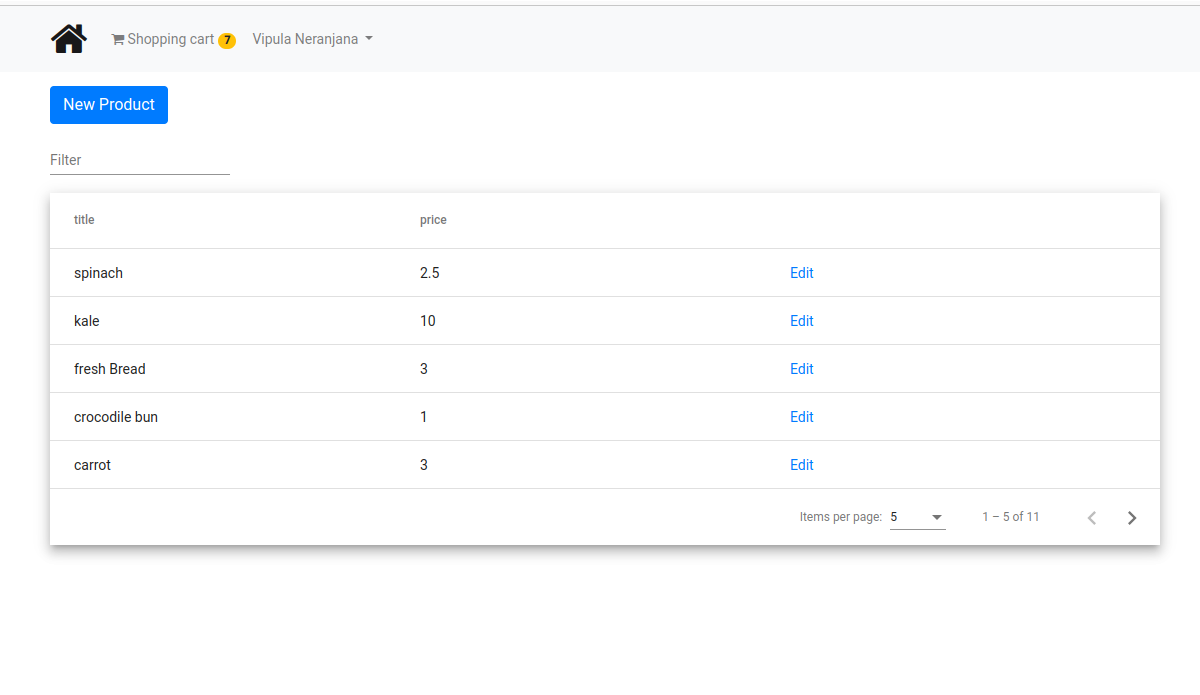 Shopping cart 7 Vipula Neranjana
New Product
Filter
title price
spinach 2.5 Edit
kale 10 Edit
fresh Bread 3 Edit
crocodile bun 1 Edit
carrot 3 Edit
Items per page: 5 1 – 5 of 11